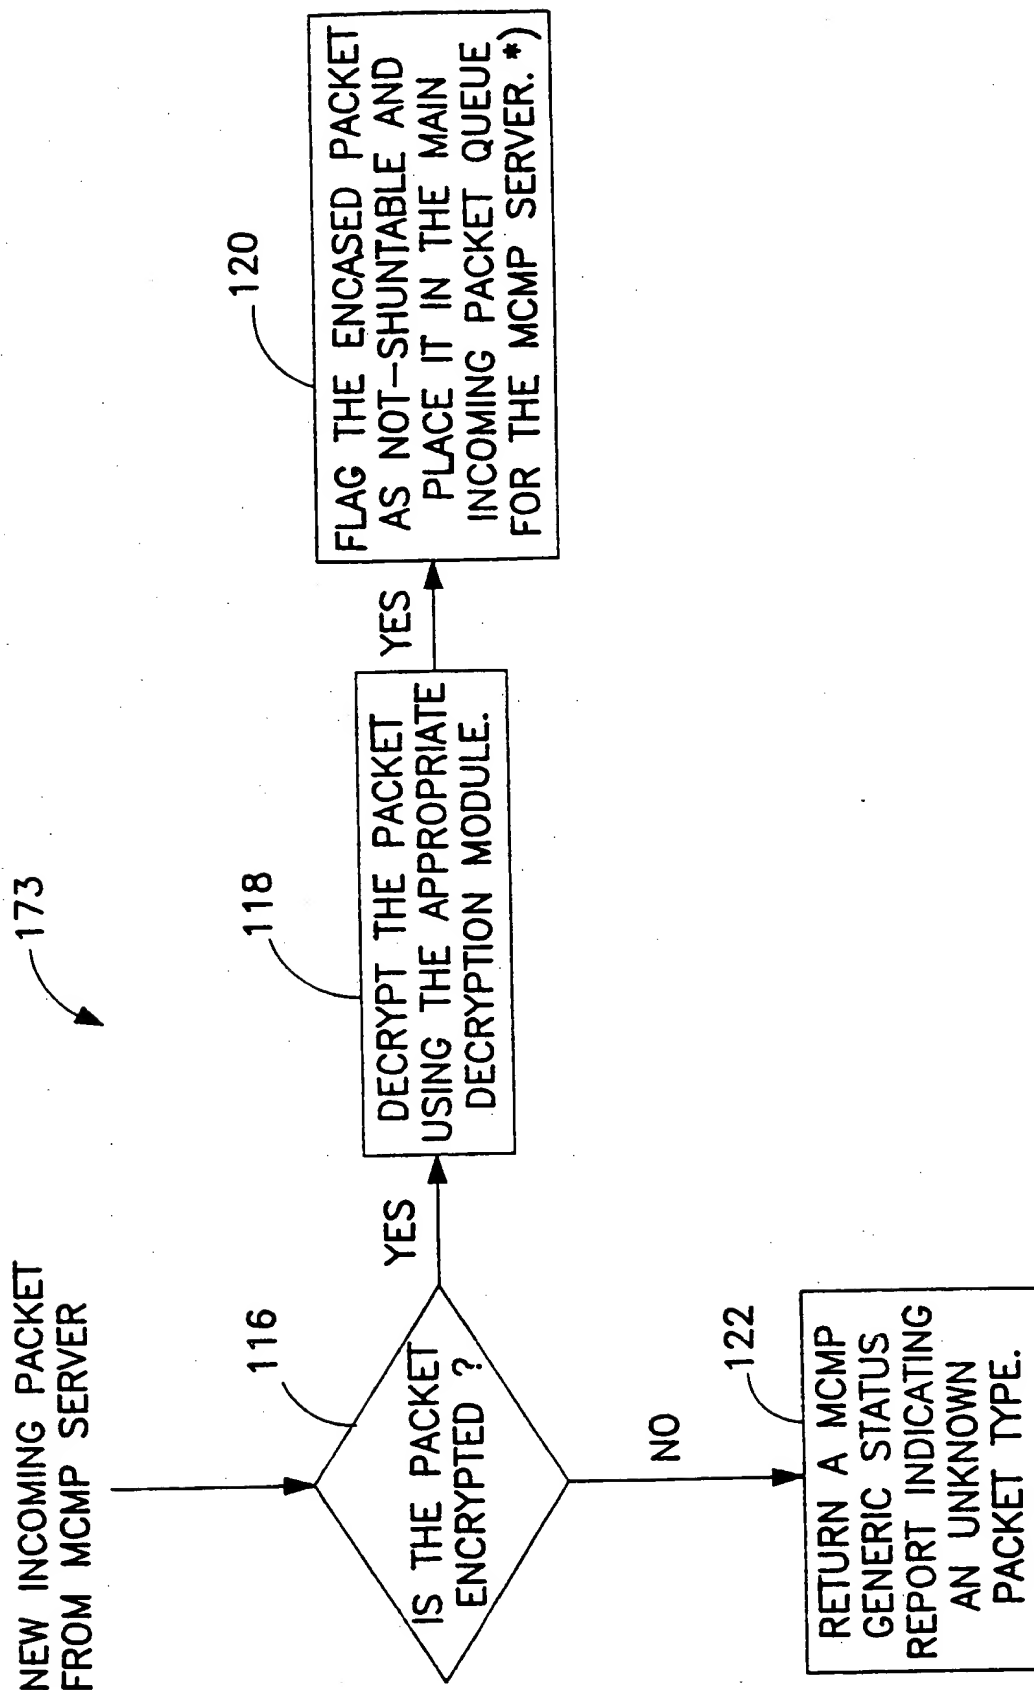 NEW INCOMING PACKET
FROM MCMP SERVER
173
116
IS THE PACKET
ENCRYPTED ?
YES
118
DECRYPT THE PACKET
USING THE APPROPRIATE
DECRYPTION MODULE.
YES
120
FLAG THE ENCASED PACKET
AS NOT-SHUNTABLE AND
PLACE IT IN THE MAIN
INCOMING PACKET QUEUE
FOR THE MCMP SERVER. *)
NO
122
RETURN A MCMP
GENERIC STATUS
REPORT INDICATING
AN UNKNOWN
PACKET TYPE.